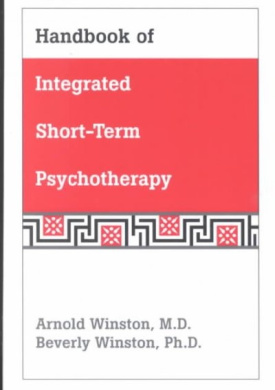 Handbook of
Integrated
Short-Term
Psychotherapy
Arnold Winston, M.D.
Beverly Winston, Ph.D.